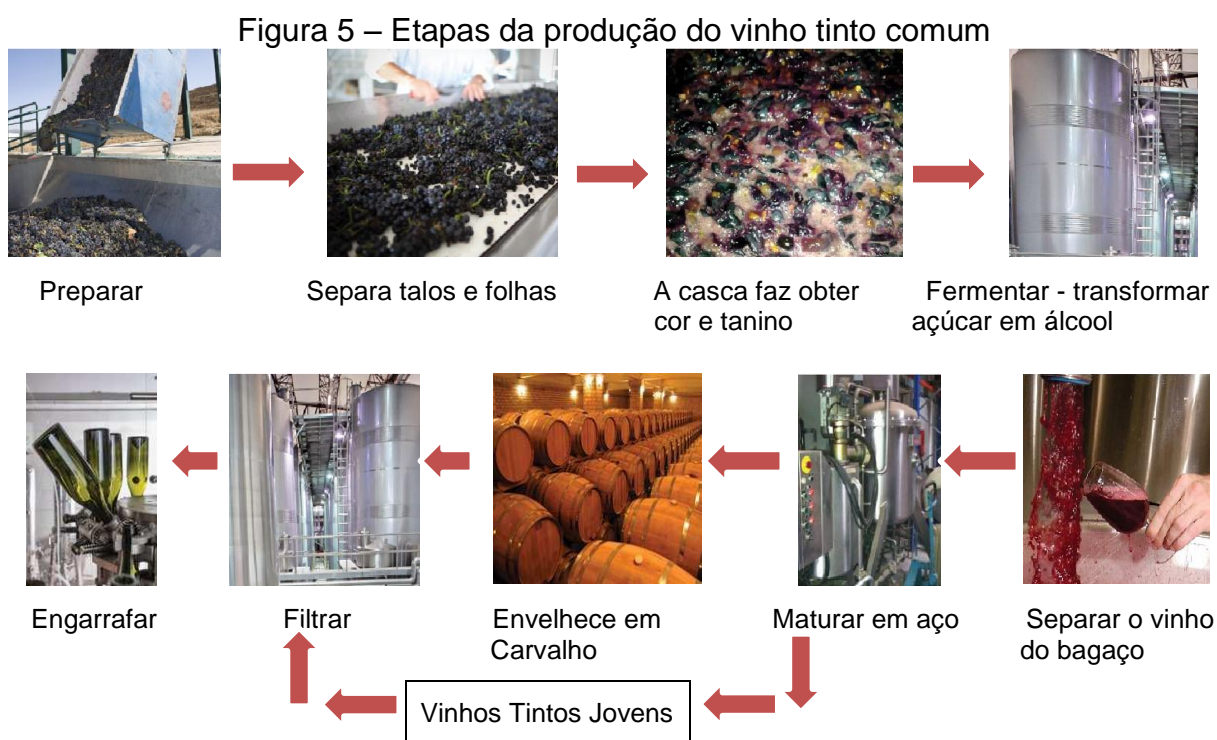 Figura 5 – Etapas da produção do vinho tinto comum
Preparar
Separa talos e folhas
A casca faz obter
cor e tanino
Fermentar - transformar
açúcar em álcool
Engarrafar
Filtrar
Envelhece em
Carvalho
Maturar em aço
Separar o vinho
do bagaço
Vinhos Tintos Jovens